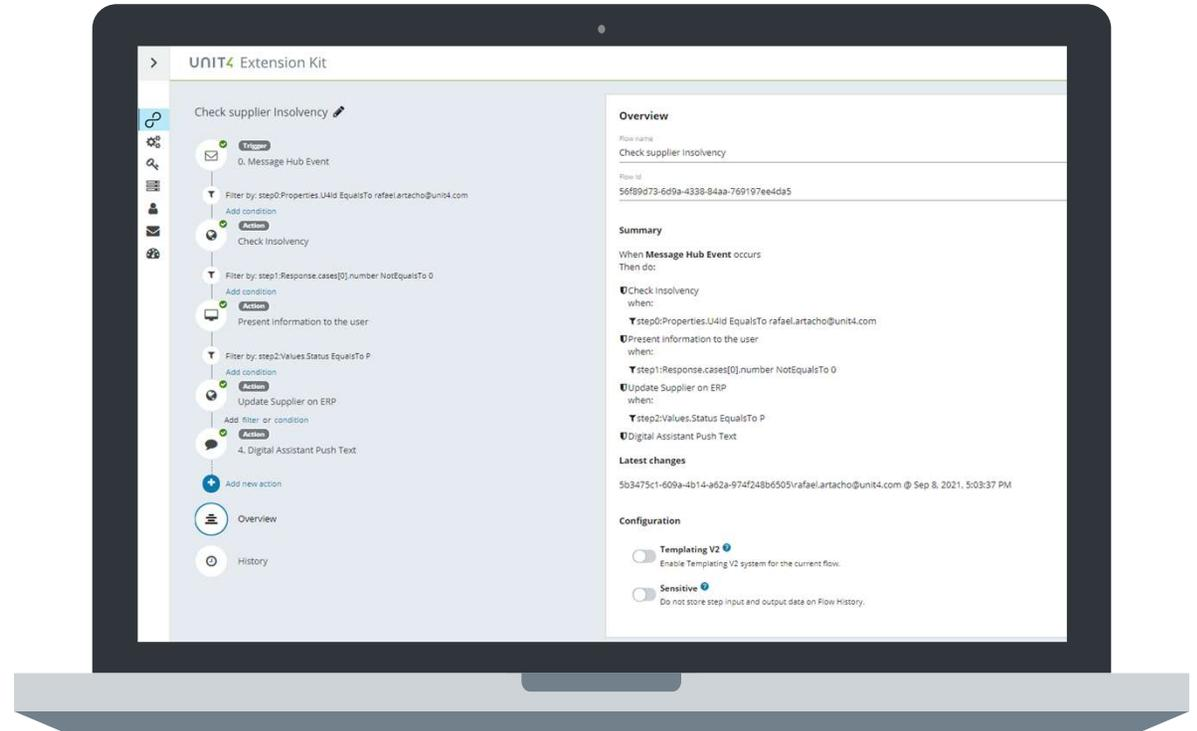 UNIT4 Extension Kit
Check supplier Insolvency
Trigger
0. Message Hub Event
Filter by: step0:Properties.U4Id EqualsTo rafael.artacho@unit4.com
Add condition
Action
Check Insolvency
Filter by: step1:Response.cases[0].number NotEqualsTo 0
Add condition
Action
Present information to the user
Filter by: step2:Values.Status EqualsTo P
Add condition
Action
Update Supplier on ERP
Add filter or condition
Action
4. Digital Assistant Push Text
Add new action
Overview
History
Overview
Flow name
Check supplier Insolvency
Flow Id
56f89d73-6d9a-4338-84aa-769197ee4da5
Summary
When Message Hub Event occurs
Then do:
Check Insolvency
when:
step0:Properties.U4Id EqualsTo rafael.artacho@unit4.com
Present information to the user
when:
step1:Response.cases[0].number NotEqualsTo 0
Update Supplier on ERP
when:
step2:Values.Status EqualsTo P
Digital Assistant Push Text
Latest changes
5b3475c1-609a-4b14-a62a-974f248b6505\rafael.artacho@unit4.com @ Sep 8, 2021, 5:03:37 PM
Configuration
Templating V2
Enable Templating V2 system for the current flow.
Sensitive
Do not store step input and output data on Flow History.